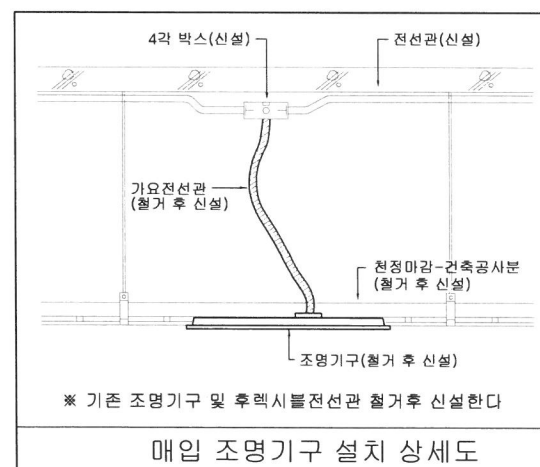 4각 박스(신설)
전선관(신설)
가요전선관
(철거 후 신설)
천정마감-건축공사분
(철거 후 신설)
조명기구(철거 후 신설)
※ 기존 조명기구 및 후렉시블전선관 철거후 신설한다
매입 조명기구 설치 상세도